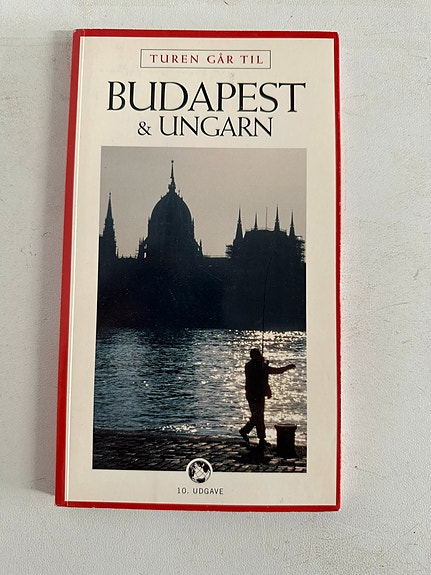 TUREN GÅR TIL
BUDAPEST
& UNGARN
10. UDGAVE